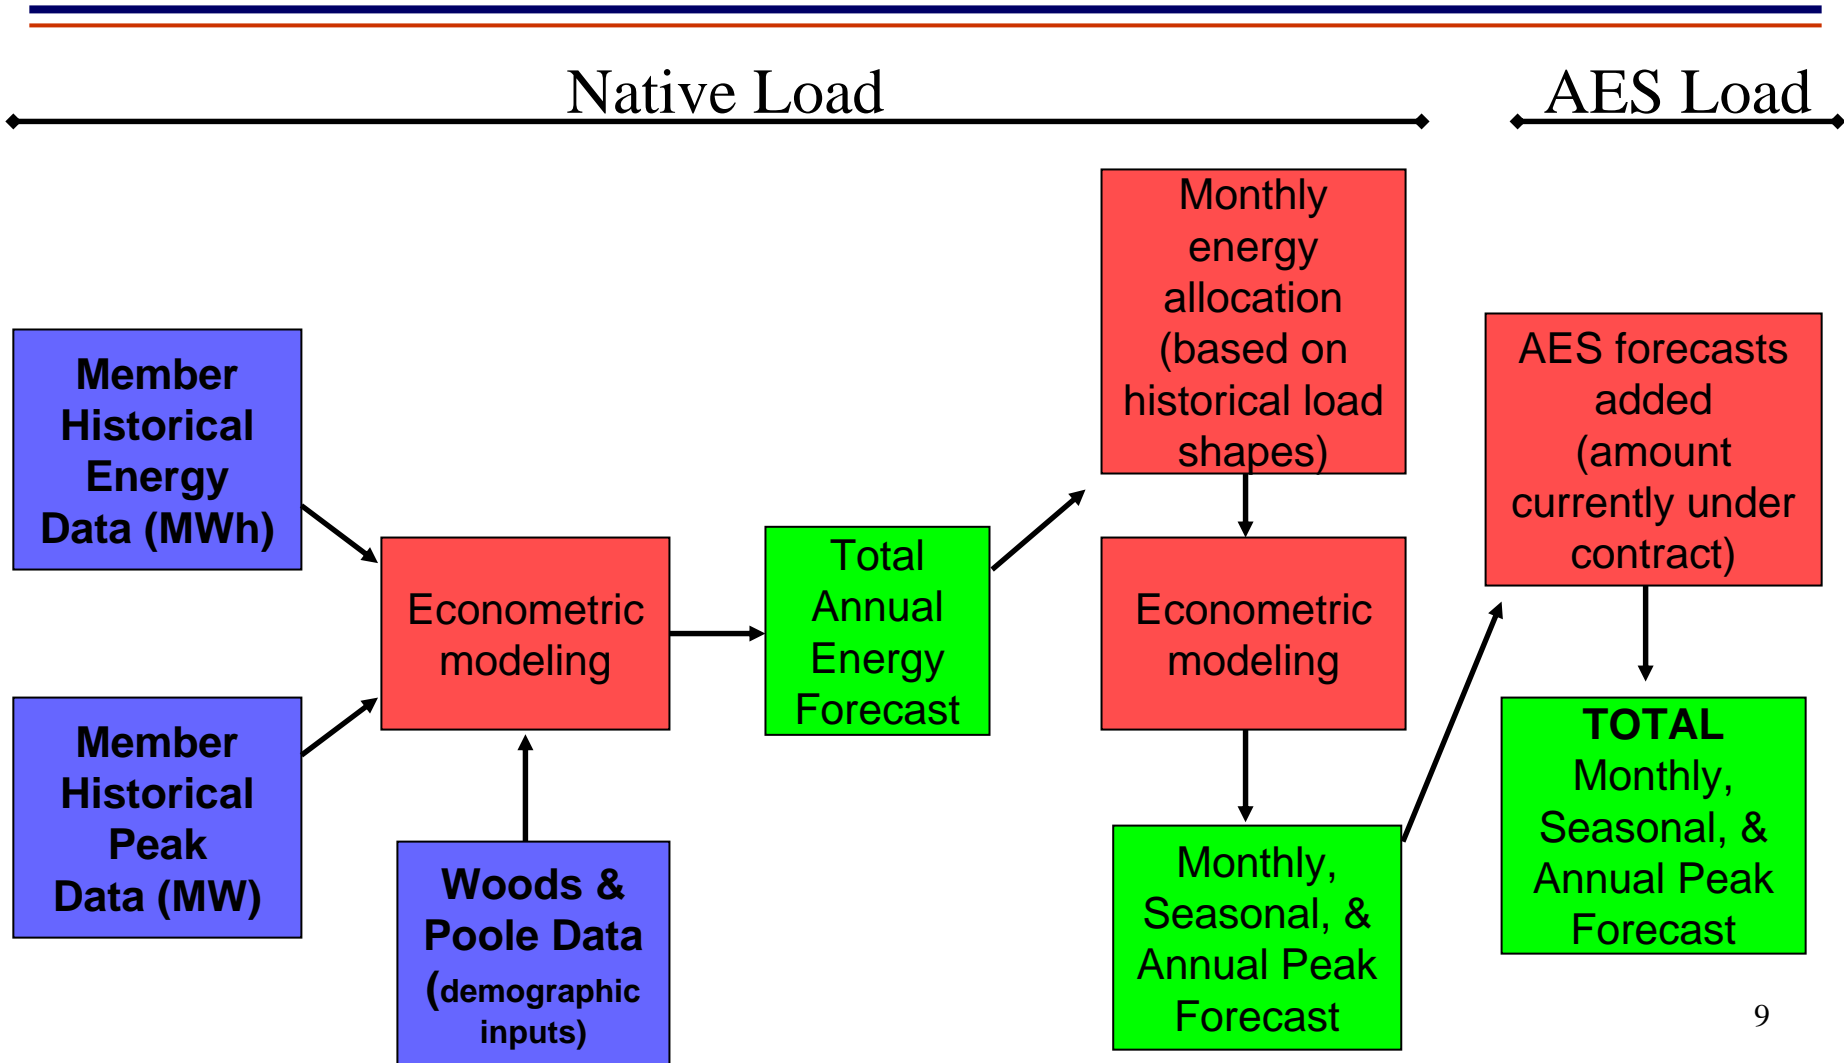 Native Load
AES Load
Member
Historical
Energy
Data (MWh)
Member
Historical
Peak
Data (MW)
Econometric
modeling
Woods &
Poole Data
(demographic
inputs)
Total
Annual
Energy
Forecast
Monthly
energy
allocation
(based on
historical load
shapes)
Econometric
modeling
Monthly,
Seasonal, &
Annual Peak
Forecast
AES forecasts
added
(amount
currently under
contract)
TOTAL
Monthly,
Seasonal, &
Annual Peak
Forecast
9